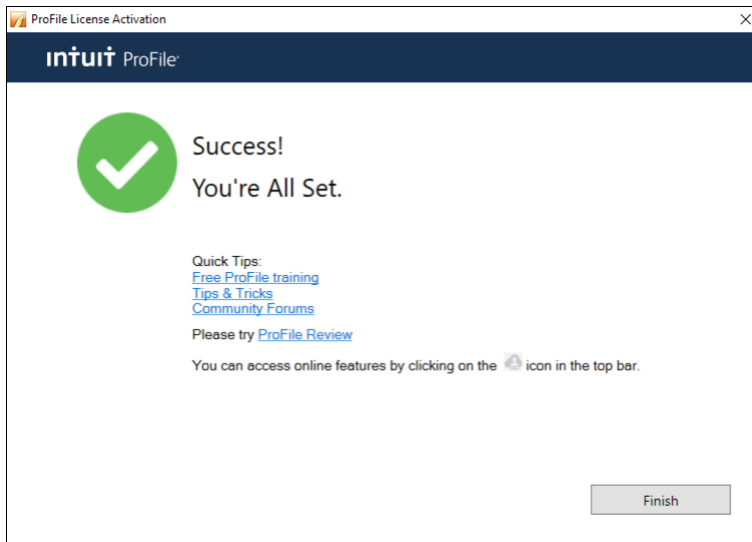 ProFile License Activation
intuit ProFile
Success!
You're All Set.
Quick Tips:
Free ProFile training
Tips & Tricks
Community Forums
Please try ProFile Review
You can access online features by clicking on the icon in the top bar.
Finish